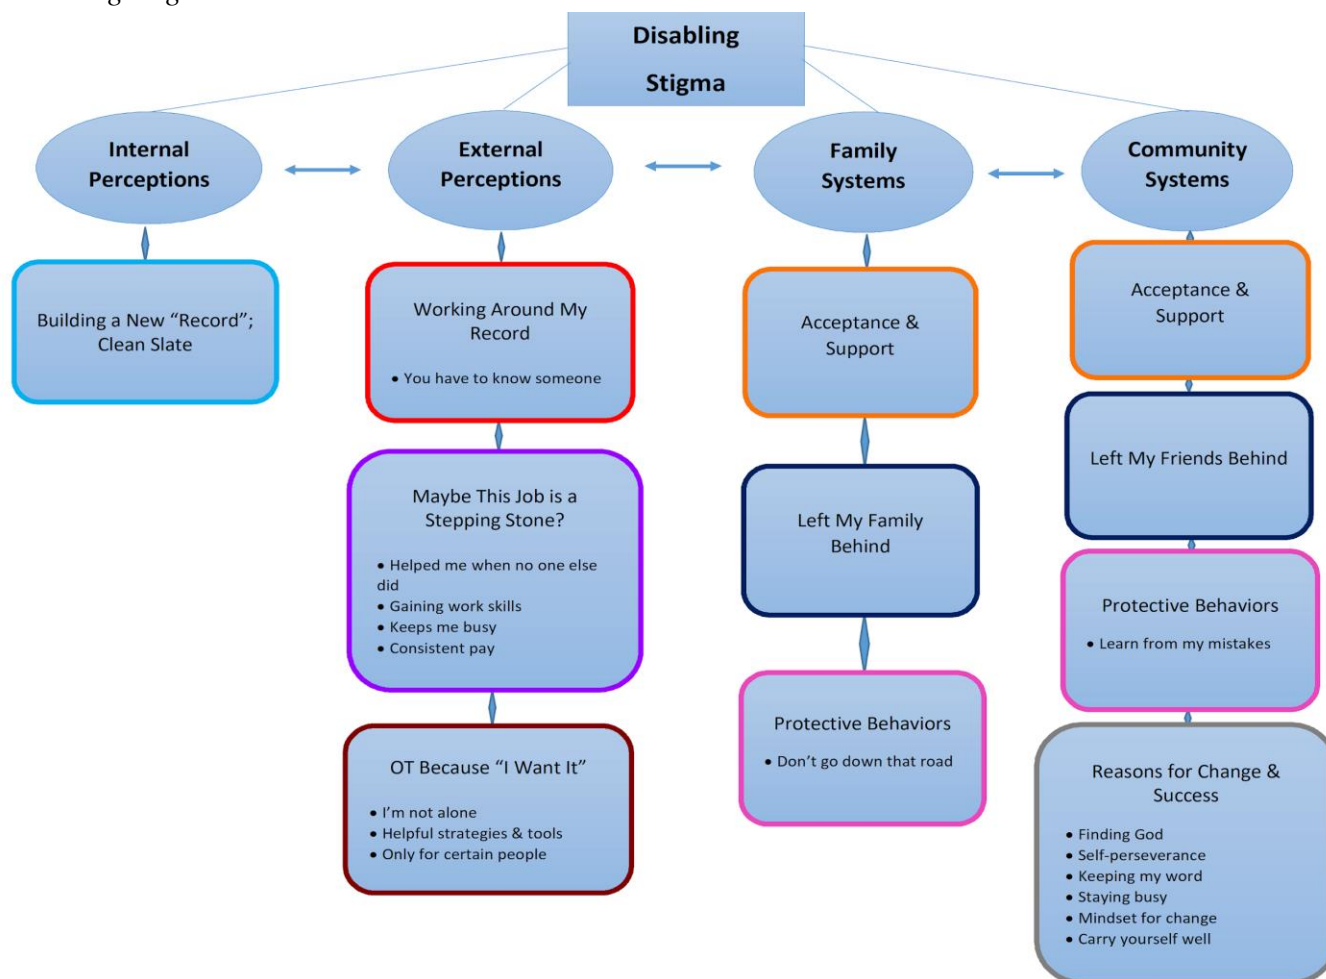 Disabling
Stigma
Internal
Perceptions
External
Perceptions
Family
Systems
Community
Systems
Building a New “Record”;
Clean Slate
Working Around My
Record
• You have to know someone
Maybe This Job is a
Stepping Stone?
• Helped me when no one else
did
• Gaining work skills
• Keeps me busy
• Consistent pay
OT Because “I Want It”
• I’m not alone
• Helpful strategies & tools
• Only for certain people
Acceptance &
Support
Left My Family
Behind
Protective Behaviors
• Don’t go down that road
Acceptance &
Support
Left My Friends Behind
Protective Behaviors
• Learn from my mistakes
Reasons for Change &
Success
• Finding God
• Self-perseverance
• Keeping my word
• Staying busy
• Mindset for change
• Carry yourself well